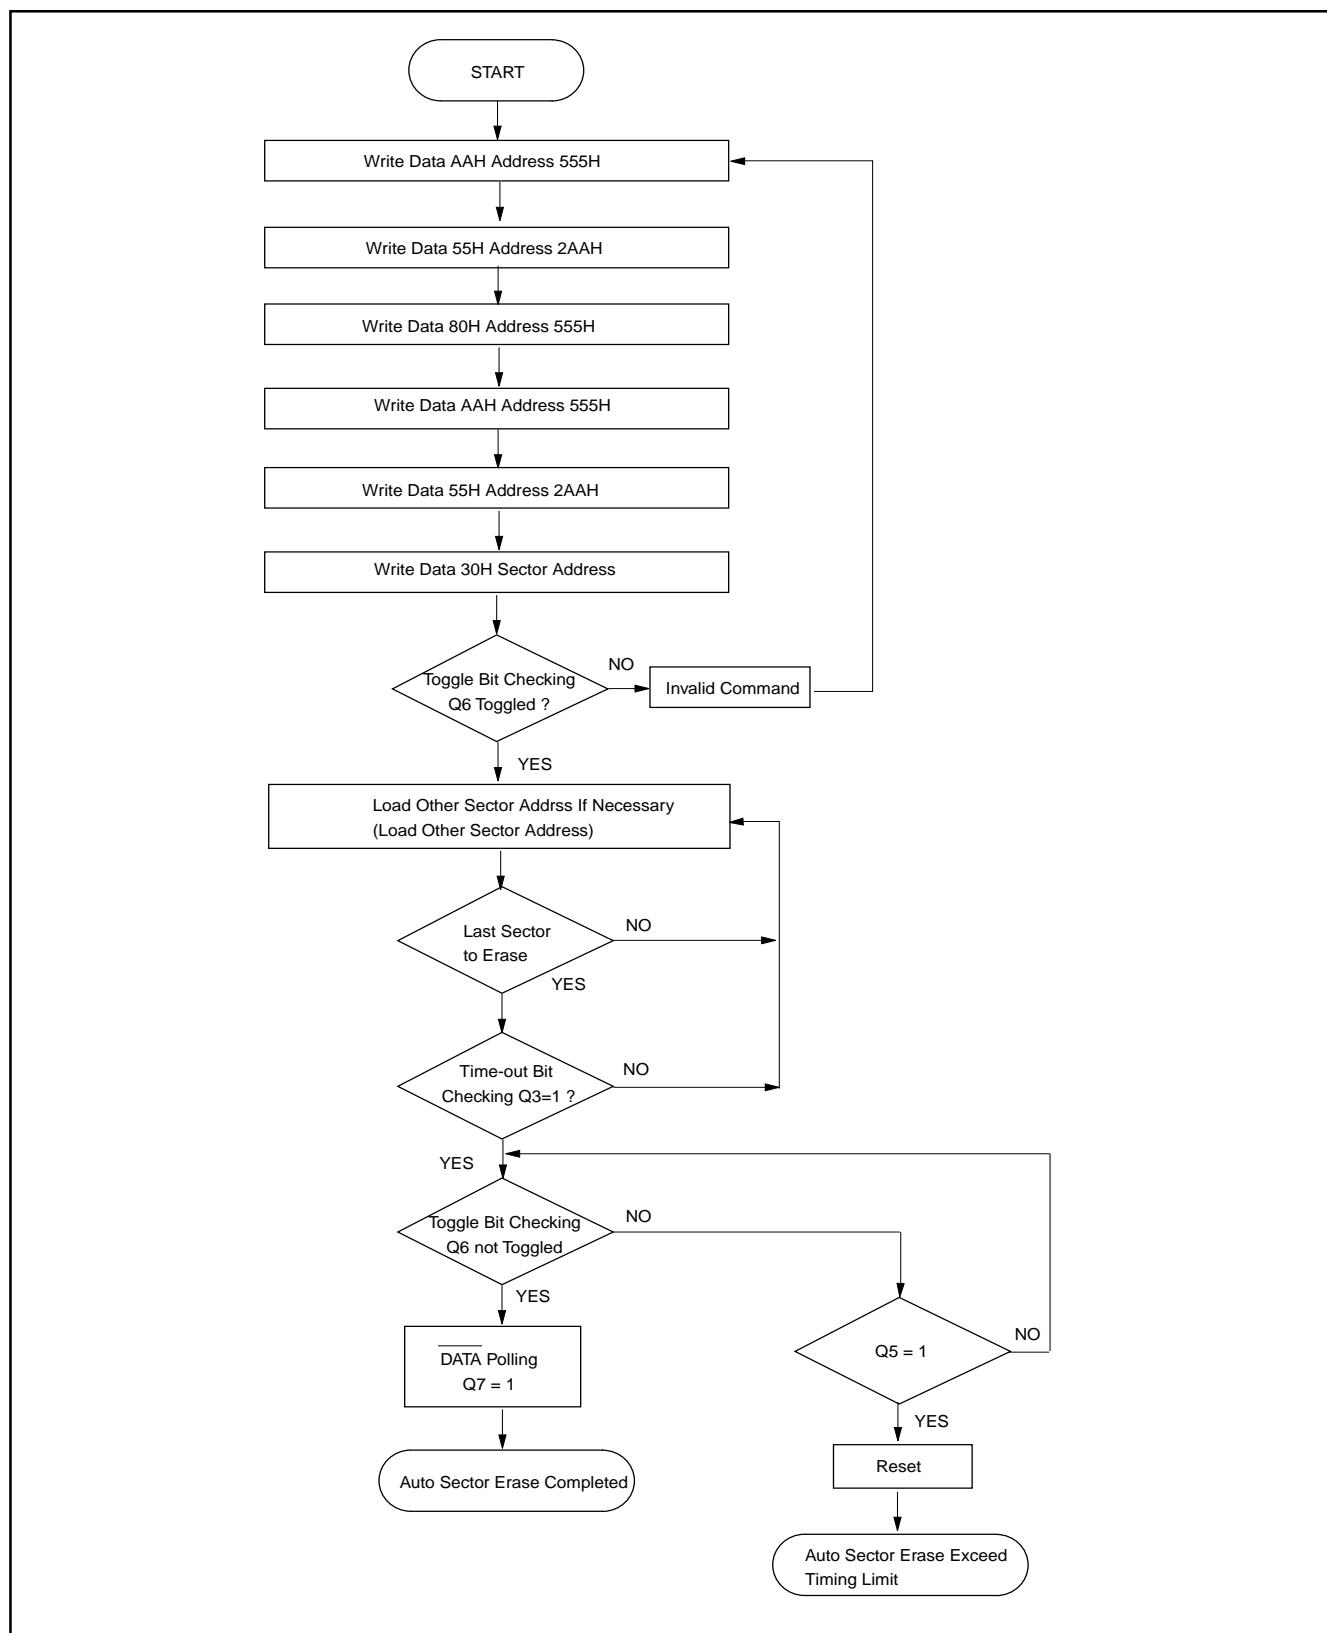 START
Write Data AAH Address 555H
Write Data 55H Address 2AAH
Write Data 80H Address 555H
Write Data AAH Address 555H
Write Data 55H Address 2AAH
Write Data 30H Sector Address
Toggle Bit Checking
Q6 Toggled ?
NO
Invalid Command
YES
Load Other Sector Addrss If Necessary
(Load Other Sector Address)
Last Sector
to Erase
NO
YES
Time-out Bit
Checking Q3=1 ?
NO
YES
Toggle Bit Checking
Q6 not Toggled
NO
YES
DATA Polling
Q7 = 1
Q5 = 1
NO
YES
Reset
Auto Sector Erase Completed
Auto Sector Erase Exceed
Timing Limit